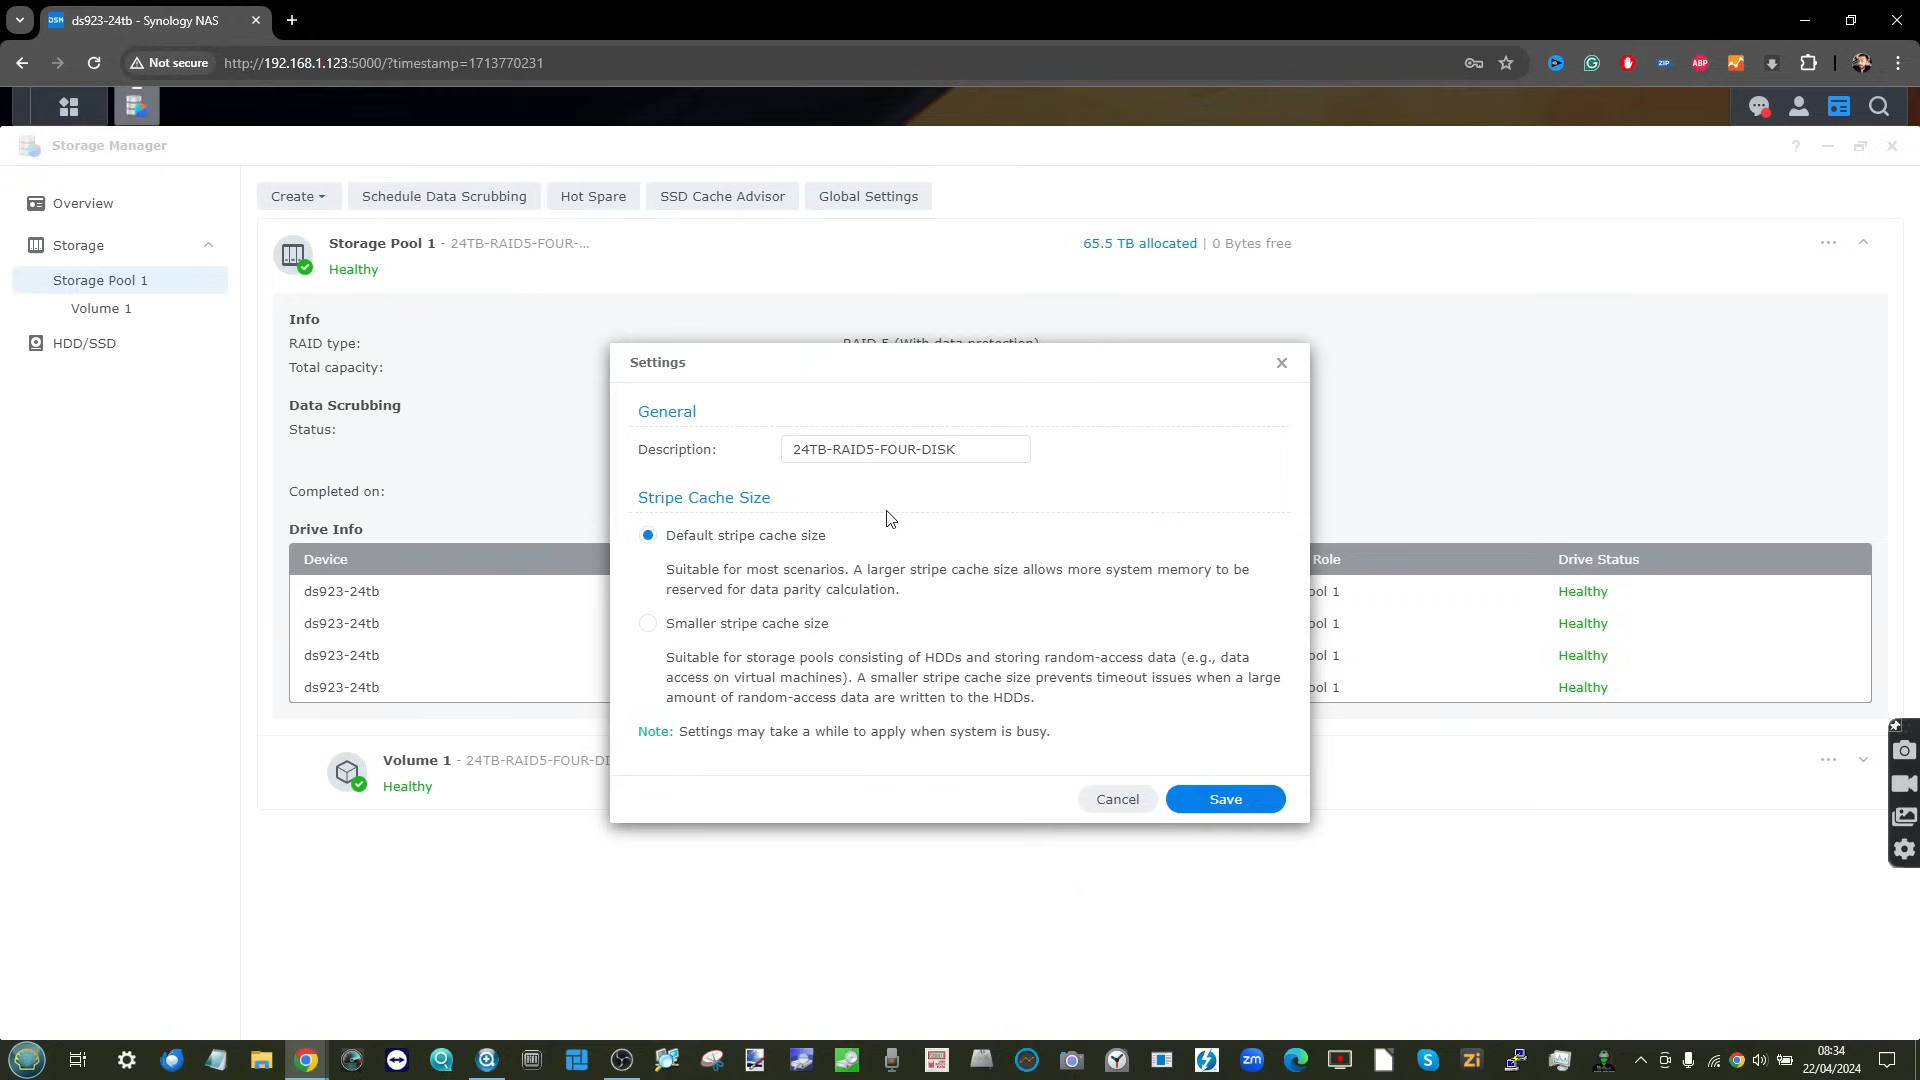 ds923-24tb - Synology NAS
Not secure
http://192.168.1.123:5000/?timestamp=1713770231
ZIP
ABP
Storage Manager
Overview
Storage
Storage Pool 1
Volume 1
HDD/SSD
Create
Schedule Data Scrubbing
Hot Spare
SSD Cache Advisor
Global Settings
Storage Pool 1 - 24TB-RAID5-FOUR-...
65.5 TB allocated | 0 Bytes free
Healthy
Info
RAID type:
RAID 5 (With data protection)
Total capacity:
Data Scrubbing
Status:
Completed on:
Drive Info
Device
Role
Drive Status
ds923-24tb
ool 1
Healthy
ds923-24tb
ool 1
Healthy
ds923-24tb
ool 1
Healthy
ds923-24tb
ool 1
Healthy
Volume 1 - 24TB-RAID5-FOUR-DI
Healthy
Settings
General
Description:
24TB-RAID5-FOUR-DISK
Stripe Cache Size
Default stripe cache size
Suitable for most scenarios. A larger stripe cache size allows more system memory to be
reserved for data parity calculation.
Smaller stripe cache size
Suitable for storage pools consisting of HDDs and storing random-access data (e.g., data
access on virtual machines). A smaller stripe cache size prevents timeout issues when a large
amount of random-access data are written to the HDDs.
Note: Settings may take a while to apply when system is busy.
Cancel
Save
zm
Zi
08:34
22/04/2024